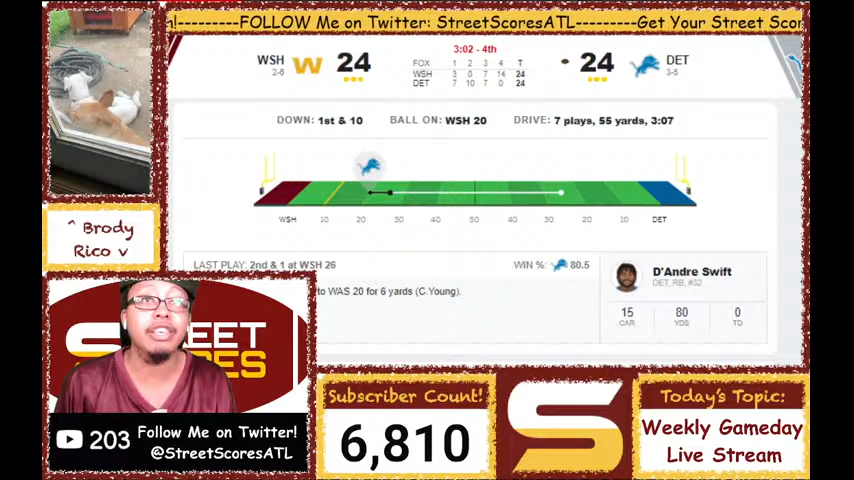 !---------FOLLOW Me on Twitter: StreetScoresATL---------Get Your Street Scor
WSH
2-6
24
3:02 - 4th
FOX 1 2 3 4 T
WSH 3 0 7 14 24
DET 7 10 7 0 24
24
DET
3-5
DOWN: 1st & 10 BALL ON: WSH 20 DRIVE: 7 plays, 55 yards, 3:07
WSH 10 20 30 40 50 40 30 20 10 DET
LAST PLAY: 2nd & 1 at WSH 26
WIN %: 80.5
to WAS 20 for 6 yards (C.Young).
D'Andre Swift
DET, RB, #32
15 80 0
CAR YDS TD
^ Brody
Rico v
STREET
SCORES
203
Follow Me on Twitter!
@StreetScoresATL
Subscriber Count!
6,810
S
Today's Topic:
Weekly Gameday
Live Stream